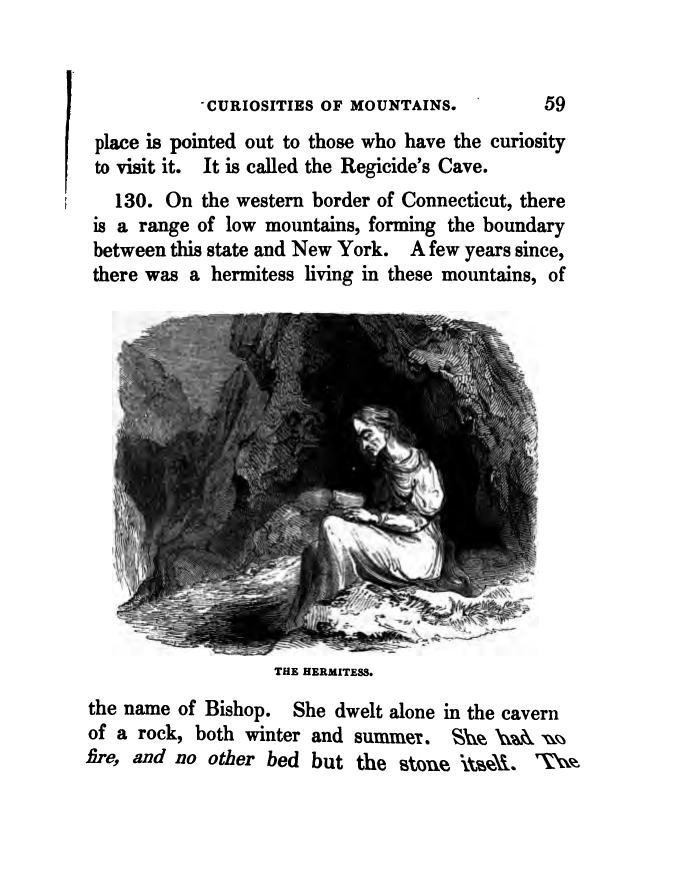 CURIOSITIES OF MOUNTAINS. 59
place is pointed out to those who have the curiosity
to visit it. It is called the Regicide's Cave.
130. On the western border of Connecticut, there
is a range of low mountains, forming the boundary
between this state and New York. A few years since,
there was a hermitess living in these mountains, of
THE HERMITESS.
the name of Bishop. She dwelt alone in the cavern
of a rock, both winter and summer. She had no
fire, and no other bed but the stone itself. The